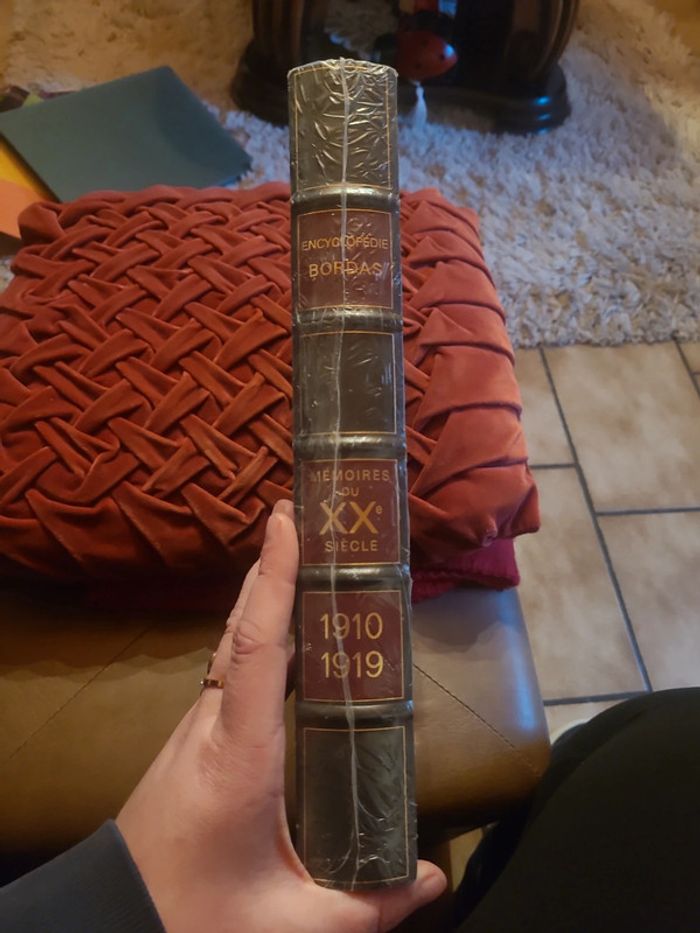 ENCYCLOPÉDIE
BORDAS
MÉMOIRES
DU
XXe
SIÈCLE
1910
1919